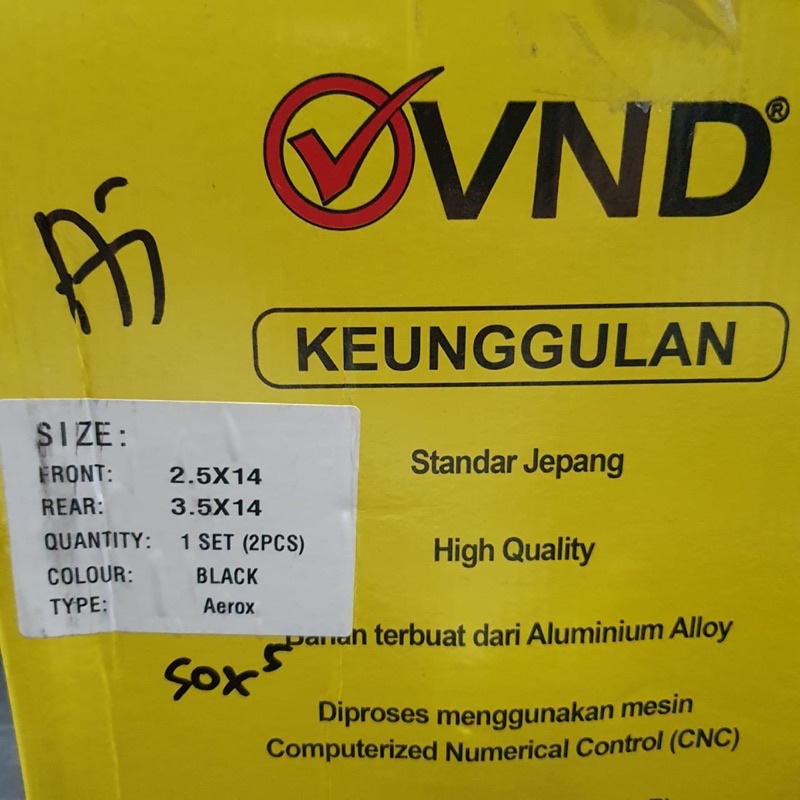 VND®
KEUNGGULAN
Standar Jepang
High Quality
Bahan terbuat dari Aluminium Alloy
Diproses menggunakan mesin
Computerized Numerical Control (CNC)
SIZE:
FRONT: 2.5X14
REAR: 3.5X14
QUANTITY: 1 SET (2PCS)
COLOUR: BLACK
TYPE: Aerox